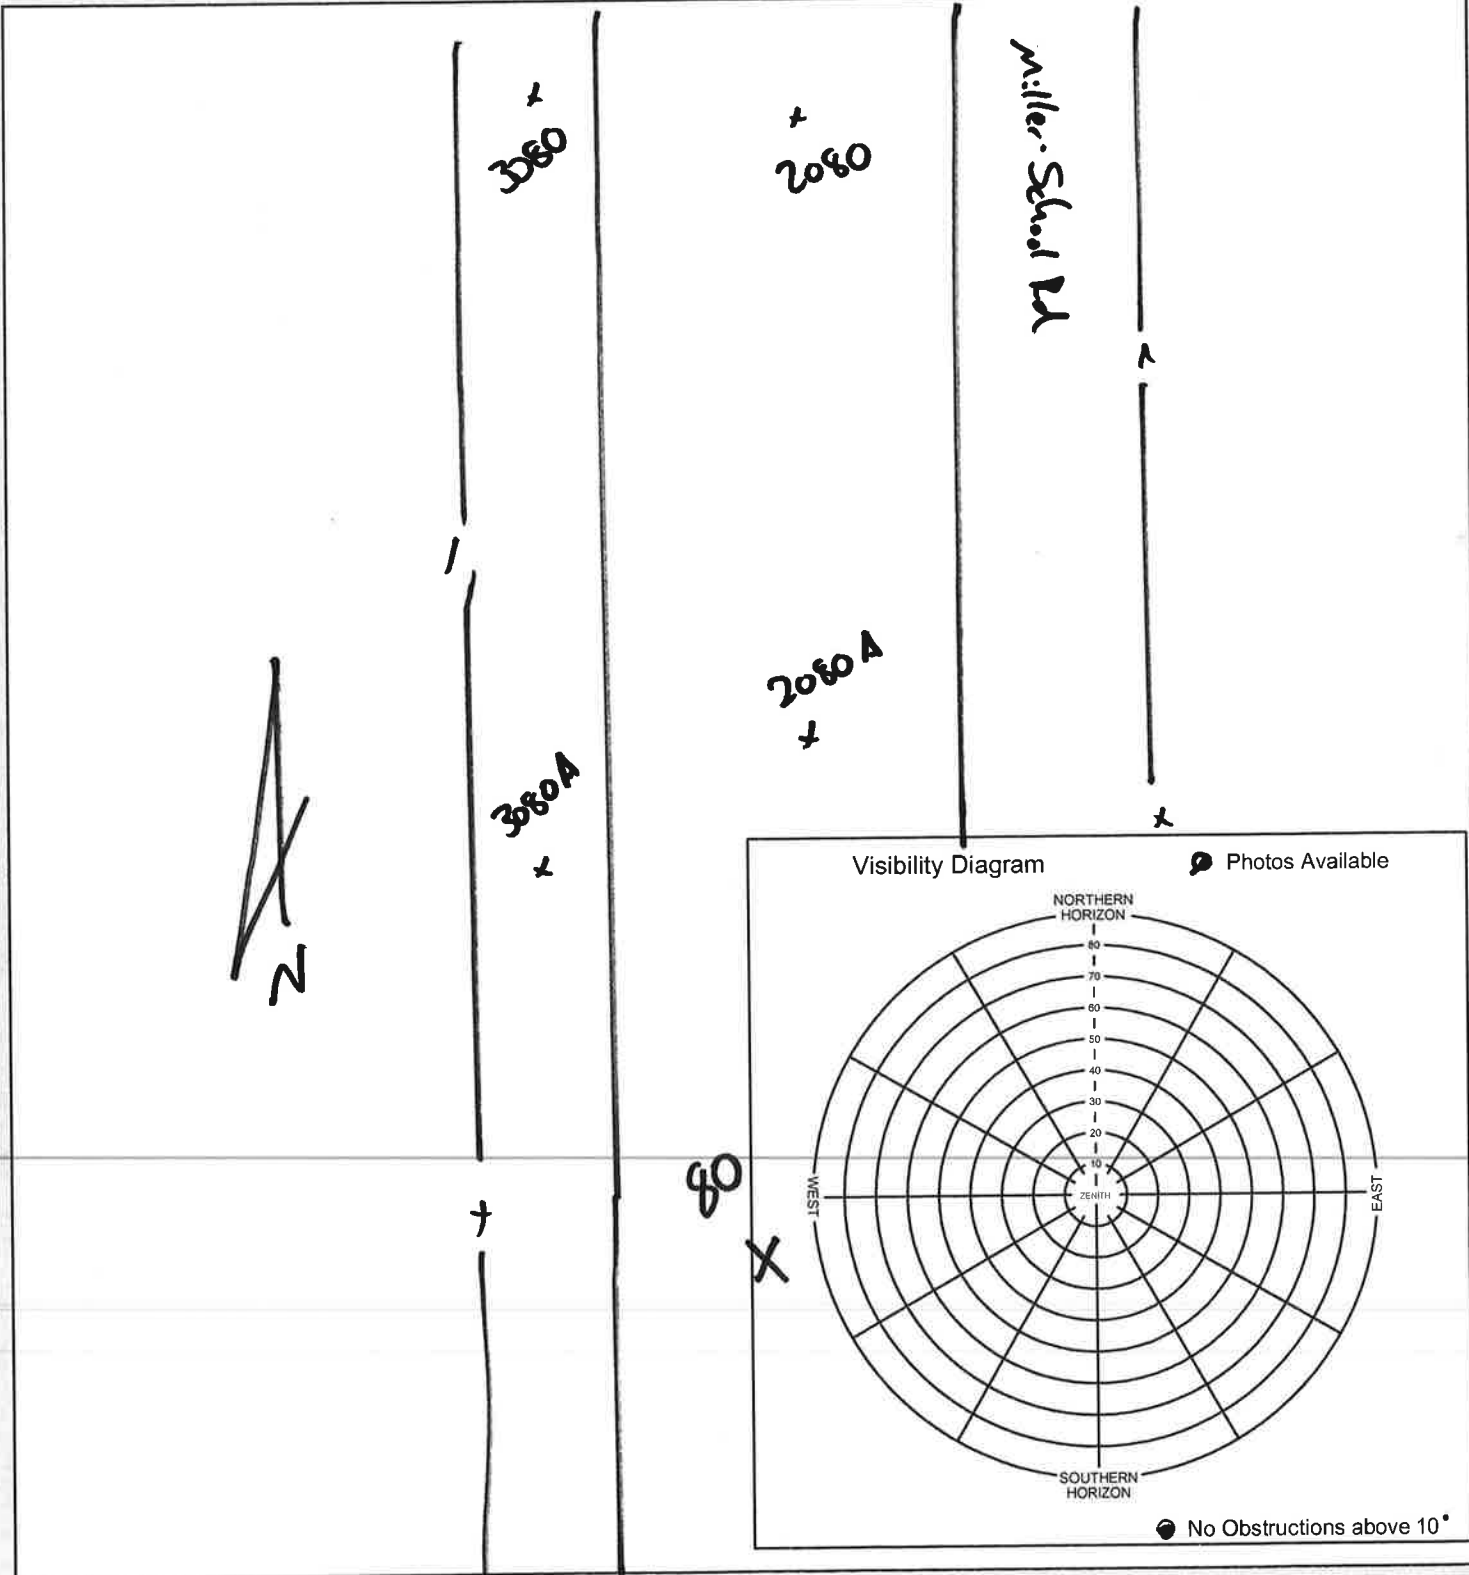 3080
2080
Miller School Rd
2080A
3080A
N
80
Visibility Diagram
Photos Available
NORTHERN
HORIZON
80
70
60
50
40
30
20
10
ZENITH
WEST
EAST
SOUTHERN
HORIZON
No Obstructions above 10°